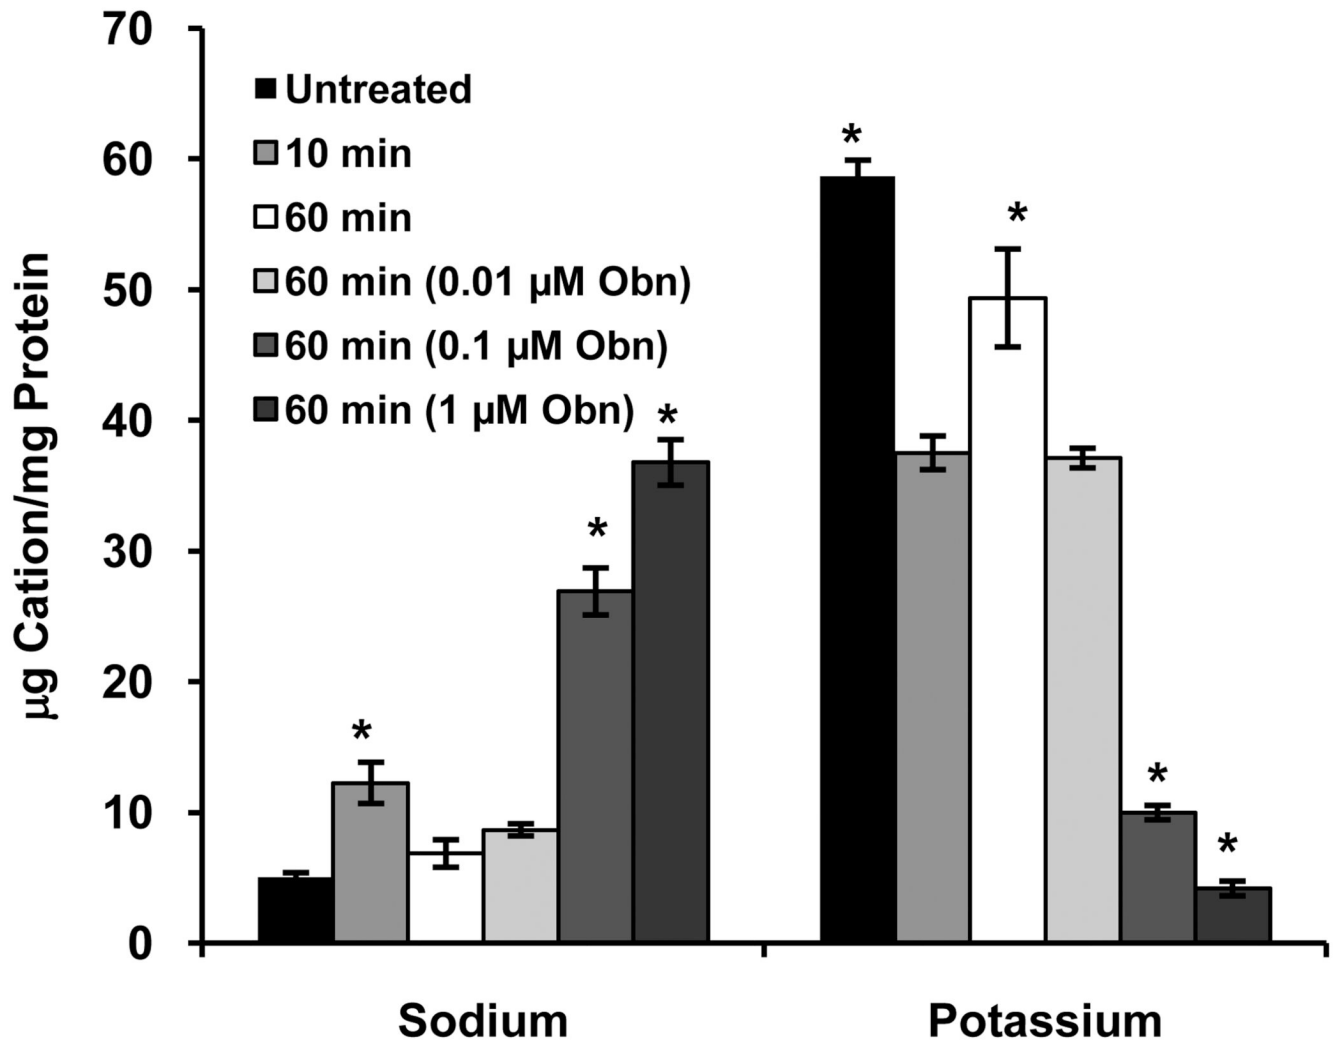 70
60
50
40
30
20
10
0
μg Cation/mg Protein
Untreated
10 min
60 min
60 min (0.01 μM Obn)
60 min (0.1 μM Obn)
60 min (1 μM Obn)
*
*
*
*
*
*
*
Sodium
Potassium